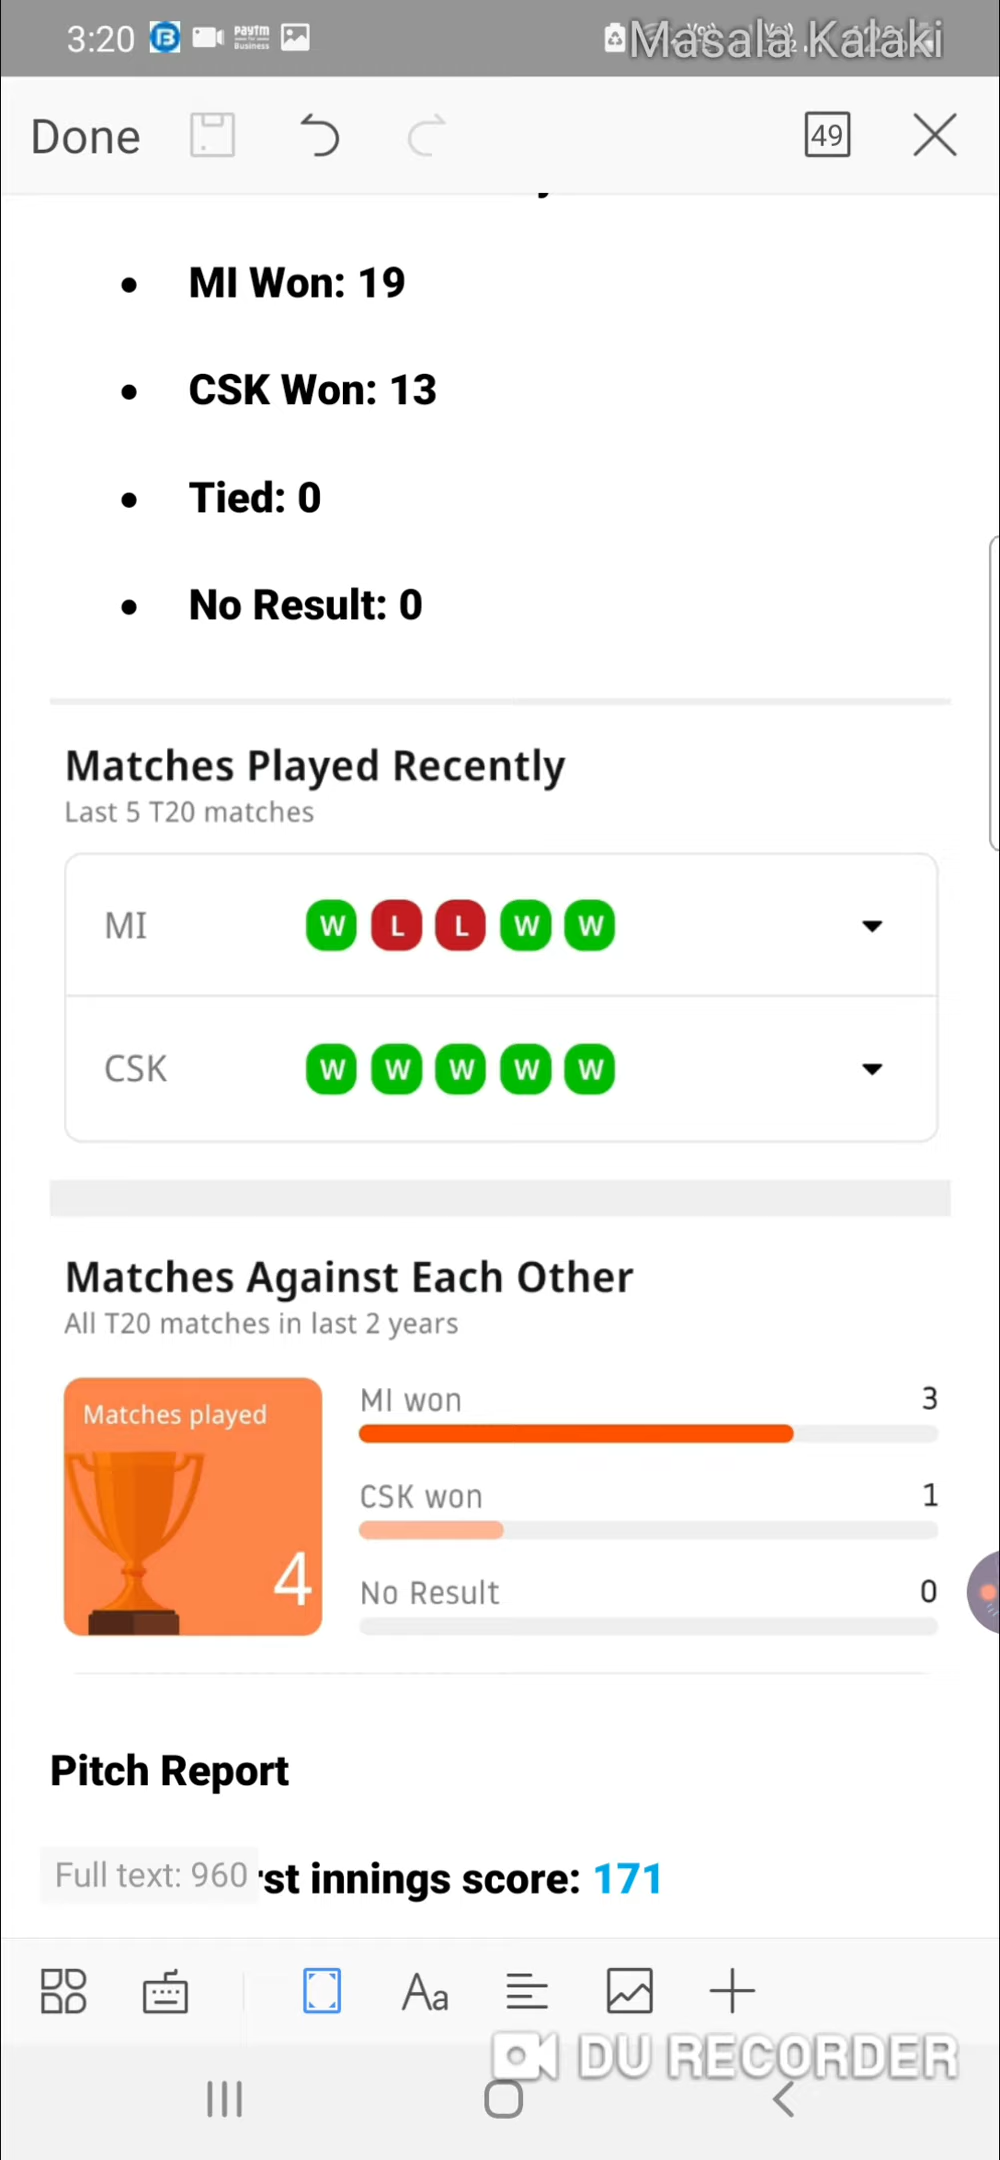 3:20 paytm Business Masala Kalaki
Done 49
MI Won: 19
CSK Won: 13
Tied: 0
No Result: 0
Matches Played Recently
Last 5 T20 matches
MI W L L W W
CSK W W W W W
Matches Against Each Other
All T20 matches in last 2 years
Matches played
4
MI won 3
CSK won 1
No Result 0
Pitch Report
Full text: 960 rst innings score: 171
Aa
DU RECORDER